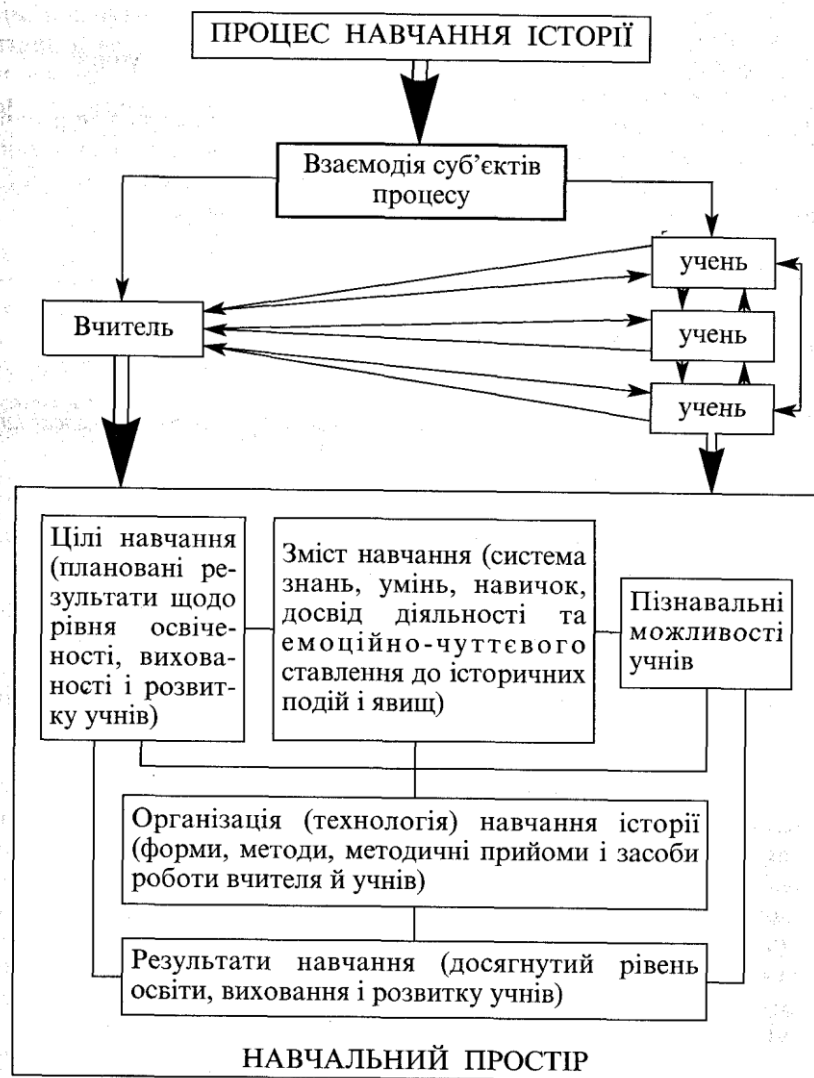 ПРОЦЕС НАВЧАННЯ ІСТОРІЇ
Взаємодія суб’єктів
процесу
Вчитель
учень
учень
учень
Цілі навчання
(плановані ре-
зультати щодо
рівня освіче-
ності, вихова-
ності і розвит-
ку учнів)
Зміст навчання (система
знань, умінь, навичок,
досвід діяльності та
емоційно-чуттєвого
ставлення до історичних
подій і явищ)
Пізнавальні
можливості
учнів
Організація (технологія) навчання історії
(форми, методи, методичні прийоми і засоби
роботи вчителя й учнів)
Результати навчання (досягнутий рівень
освіти, виховання і розвитку учнів)
НАВЧАЛЬНИЙ ПРОСТІР